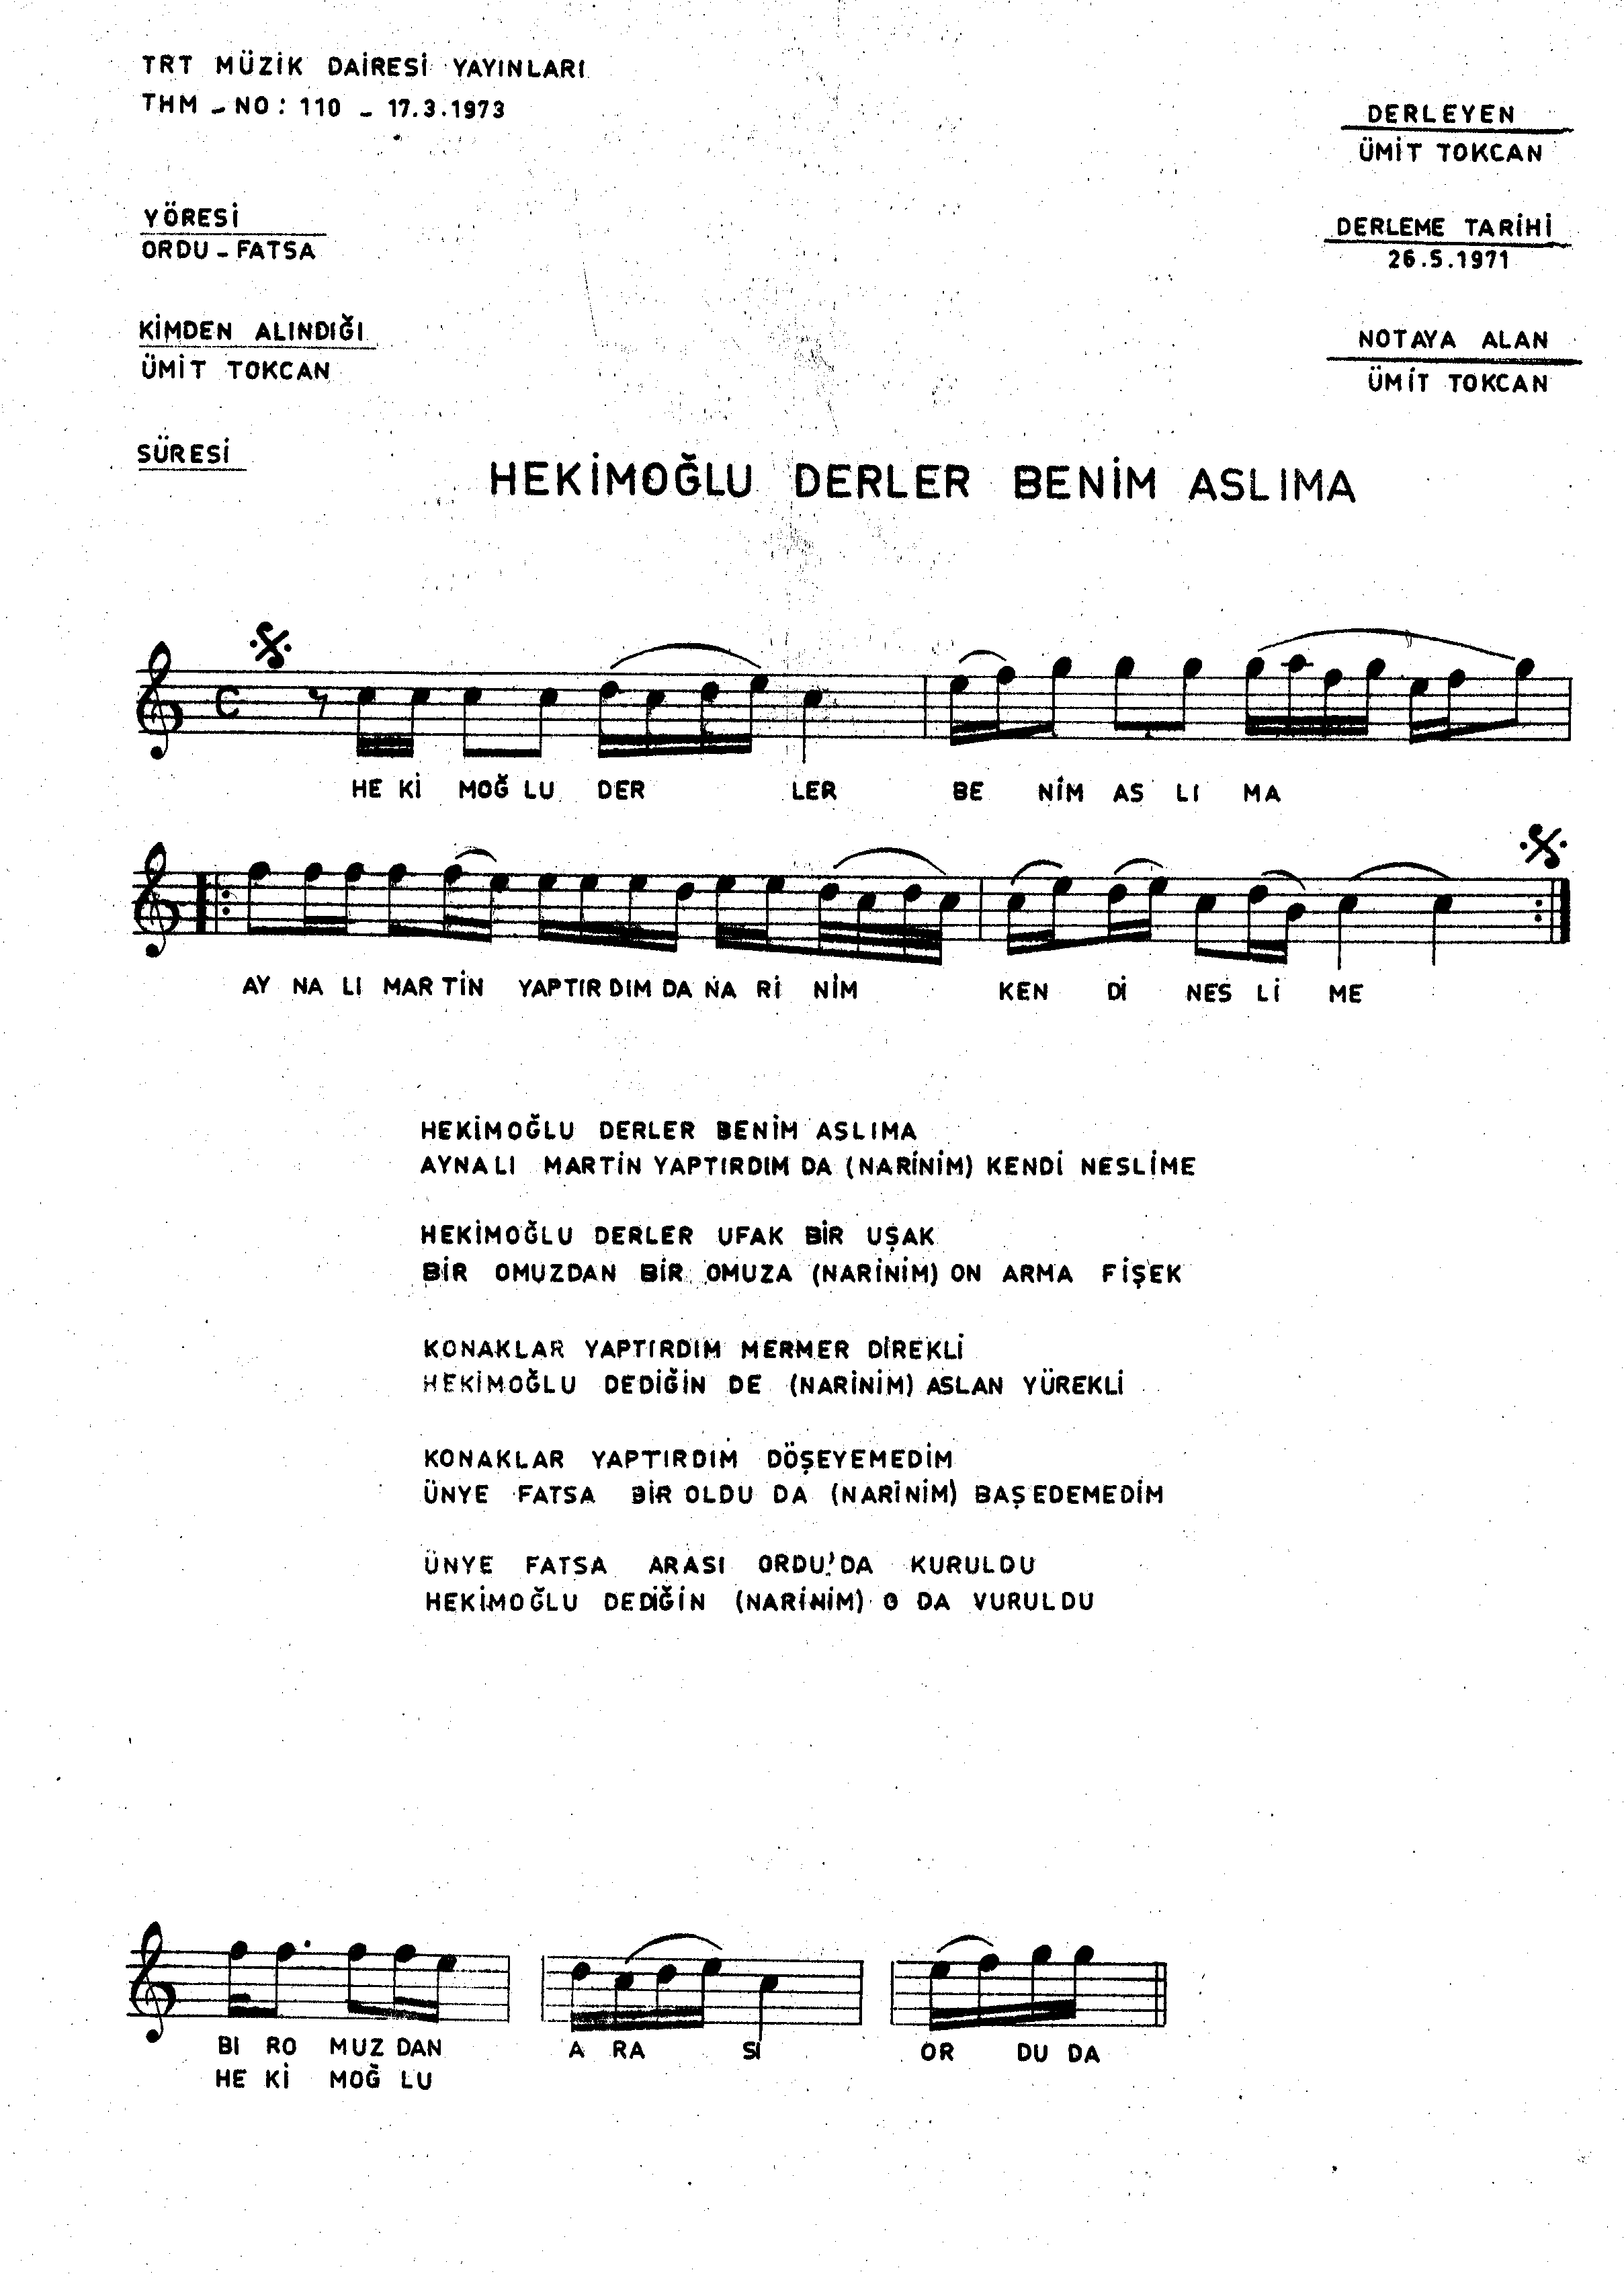 TRT MÜZİK DAİRESİ YAYINLARI
THM - NO: 110 - 17.3.1973
DERLEYEN
ÜMİT TOKCAN
YÖRESİ
ORDU - FATSA
DERLEME TARİHİ
26.5.1971
KİMDEN ALINDIĞI
ÜMİT TOKCAN
NOTAYA ALAN
ÜMİT TOKCAN
SÜRESİ
HEKİMOĞLU DERLER BENİM ASLIMA
HE Kİ MOĞ LU DER LER BE NİM AS LI MA
AY NA LI MAR TİN YAPTIR DIM DA NA Rİ NİM KEN Dİ NES Lİ ME
HEKİMOĞLU DERLER BENİM ASLIMA
AYNALI MARTİN YAPTIRDIM DA (NARİNİM) KENDİ NESLİME
HEKİMOĞLU DERLER UFAK BİR UŞAK
BİR OMUZDAN BİR OMUZA (NARİNİM) ON ARMA FİŞEK
KONAKLAR YAPTIRDIM MERMER DİREKLİ
HEKİMOĞLU DEDİĞİN DE (NARİNİM) ASLAN YÜREKLİ
KONAKLAR YAPTIRDIM DÖŞEYEMEDİM
ÜNYE FATSA BİR OLDU DA (NARİNİM) BAŞEDEMEDİM
ÜNYE FATSA ARASI ORDU'DA KURULDU
HEKİMOĞLU DEDİĞİN (NARİNİM) O DA VURULDU
BI RO MUZ DAN A RA SI OR DU DA
HE Kİ MOĞ LU